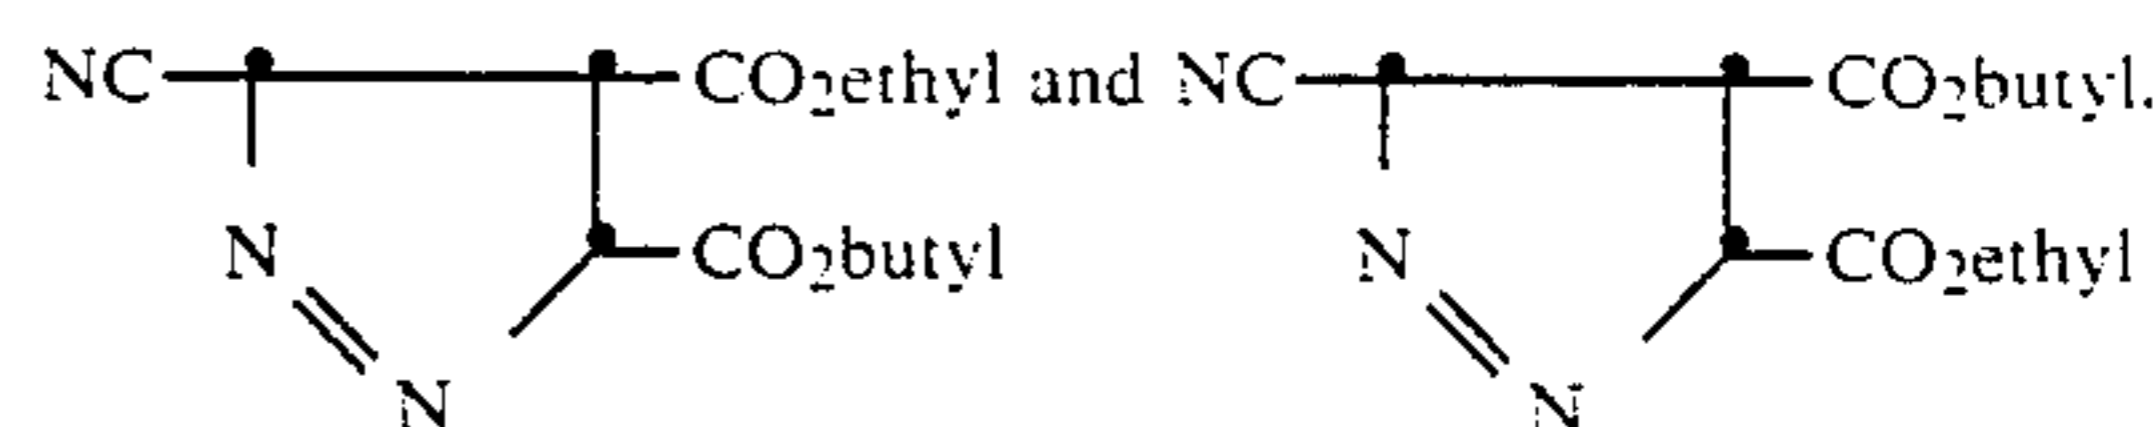 NC CO₂ethyl and NC CO₂butyl.
N CO₂butyl N CO₂ethyl
N N